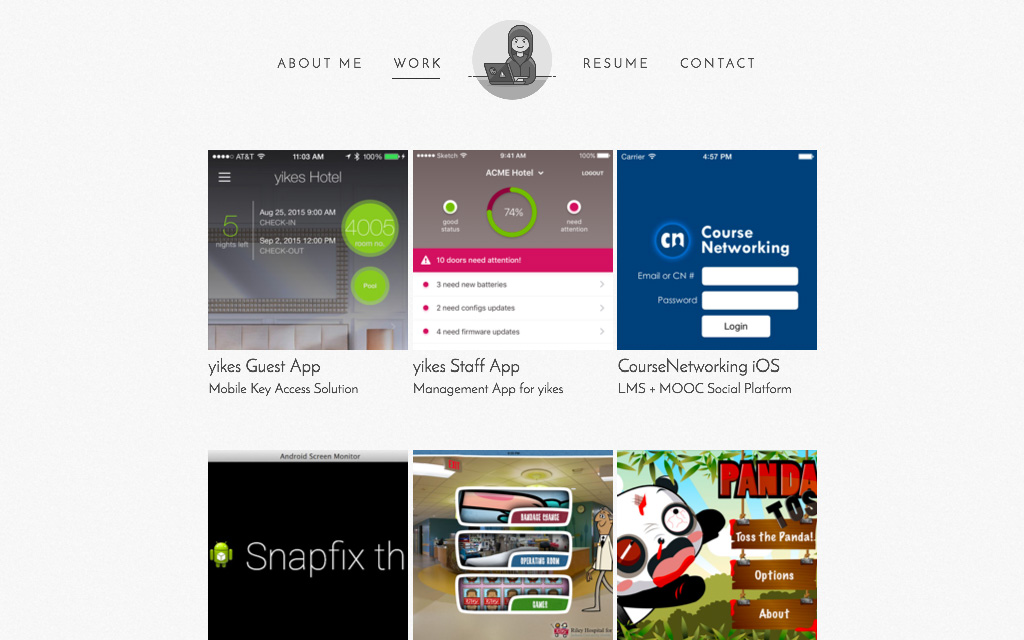 ABOUT ME
WORK
RESUME
CONTACT
AT&T
11:03 AM
100%
yikes Hotel
5
nights left
Aug 25, 2015 9:00 AM
CHECK-IN
Sep 2, 2015 12:00 PM
CHECK-OUT
4005
room no.
Pool
Sketch
9:41 AM
100%
ACME Hotel
LOGOUT
good
status
74%
need
attention
10 doors need attention!
3 need new batteries
2 need configs updates
4 need firmware updates
Carrier
4:57 PM
cn
Course
Networking
Email or CN #
Password
Login
yikes Guest App
Mobile Key Access Solution
yikes Staff App
Management App for yikes
CourseNetworking iOS
LMS + MOOC Social Platform
Android Screen Monitor
Snapfix th
EXIT
BANDAGE CHANGE
OPERATING ROOM
GAMES
Riley Hospital for
PANDA
TOS
Toss the Panda!
Options
About